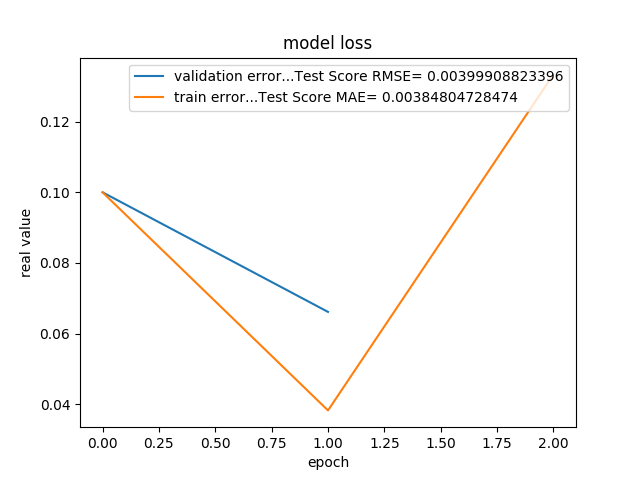 model loss
validation error...Test Score RMSE= 0.00399908823396
train error...Test Score MAE= 0.00384804728474
real value
0.12
0.10
0.08
0.06
0.04
0.00 0.25 0.50 0.75 1.00 1.25 1.50 1.75 2.00
epoch